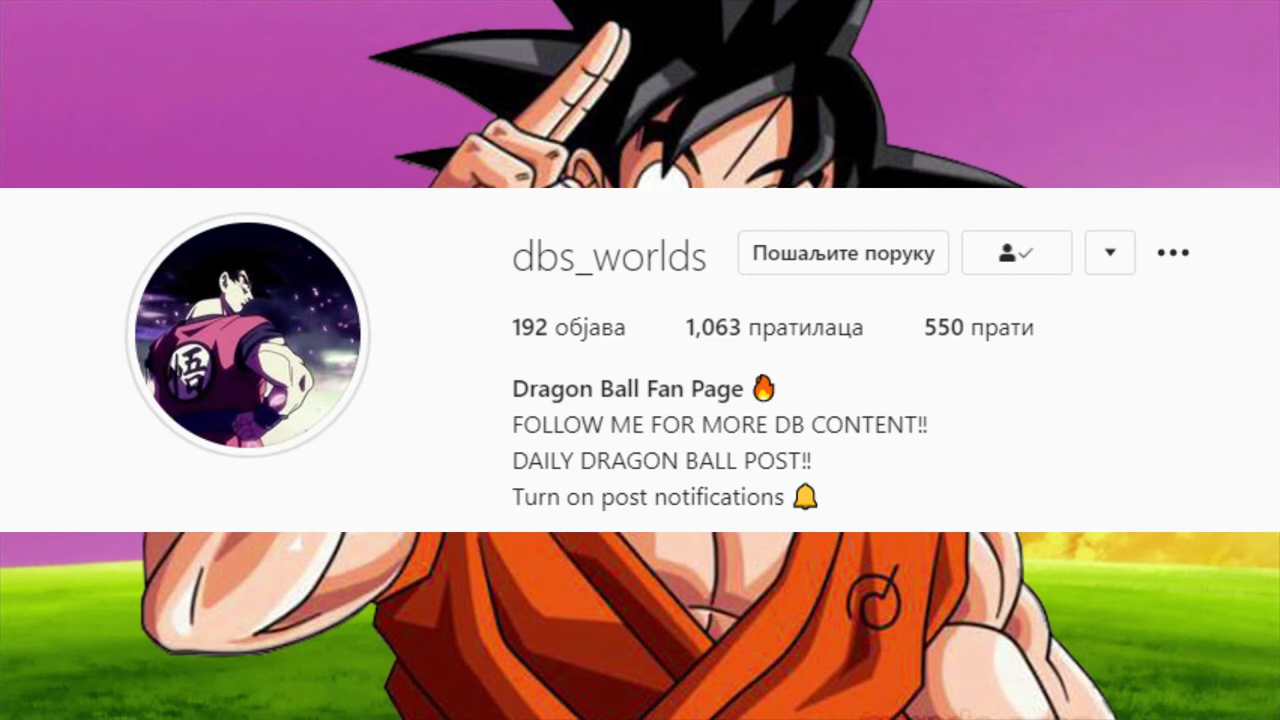 dbs_worlds Пошаљите поруку
192 објава 1,063 пратилаца 550 прати
Dragon Ball Fan Page 🔥
FOLLOW ME FOR MORE DB CONTENT!!
DAILY DRAGON BALL POST!!
Turn on post notifications 🔔
悟